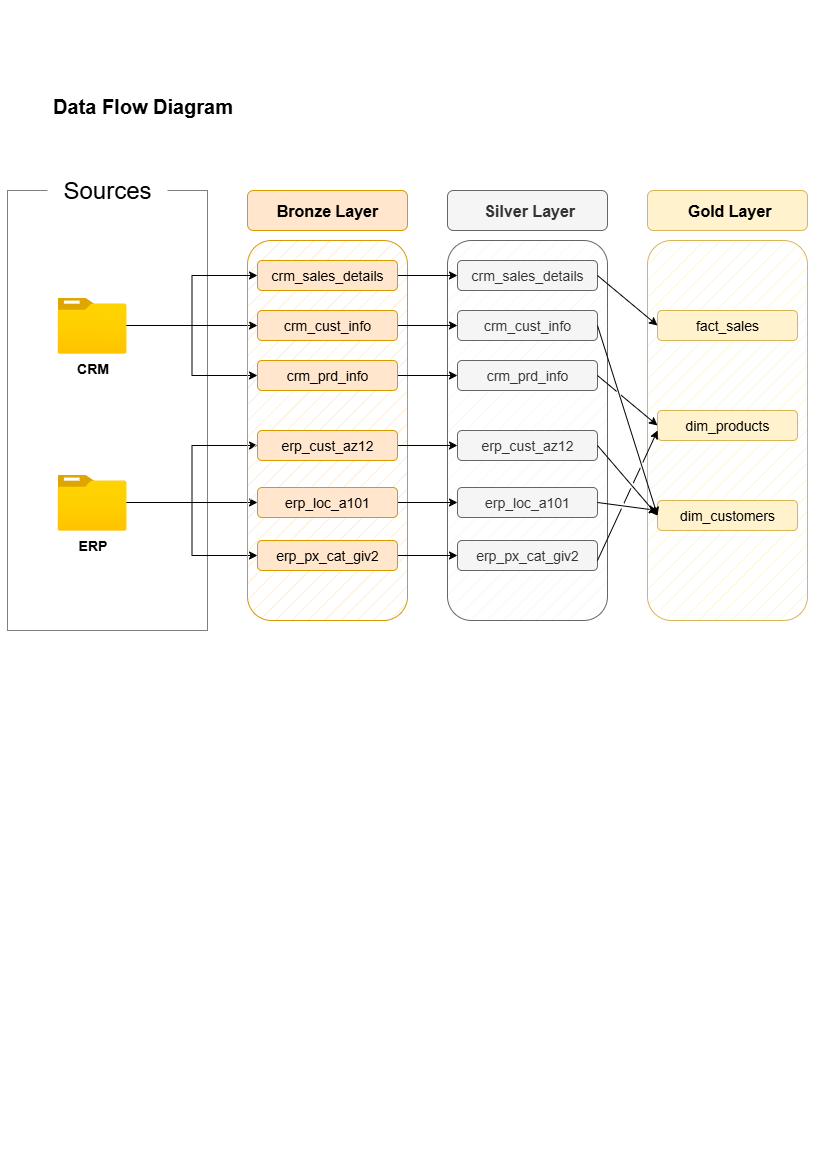 Data Flow Diagram
Sources
Bronze Layer
Silver Layer
Gold Layer
crm_sales_details
crm_sales_details
crm_cust_info
crm_cust_info
fact_sales
CRM
crm_prd_info
crm_prd_info
dim_products
erp_cust_az12
erp_cust_az12
erp_loc_a101
erp_loc_a101
dim_customers
ERP
erp_px_cat_giv2
erp_px_cat_giv2